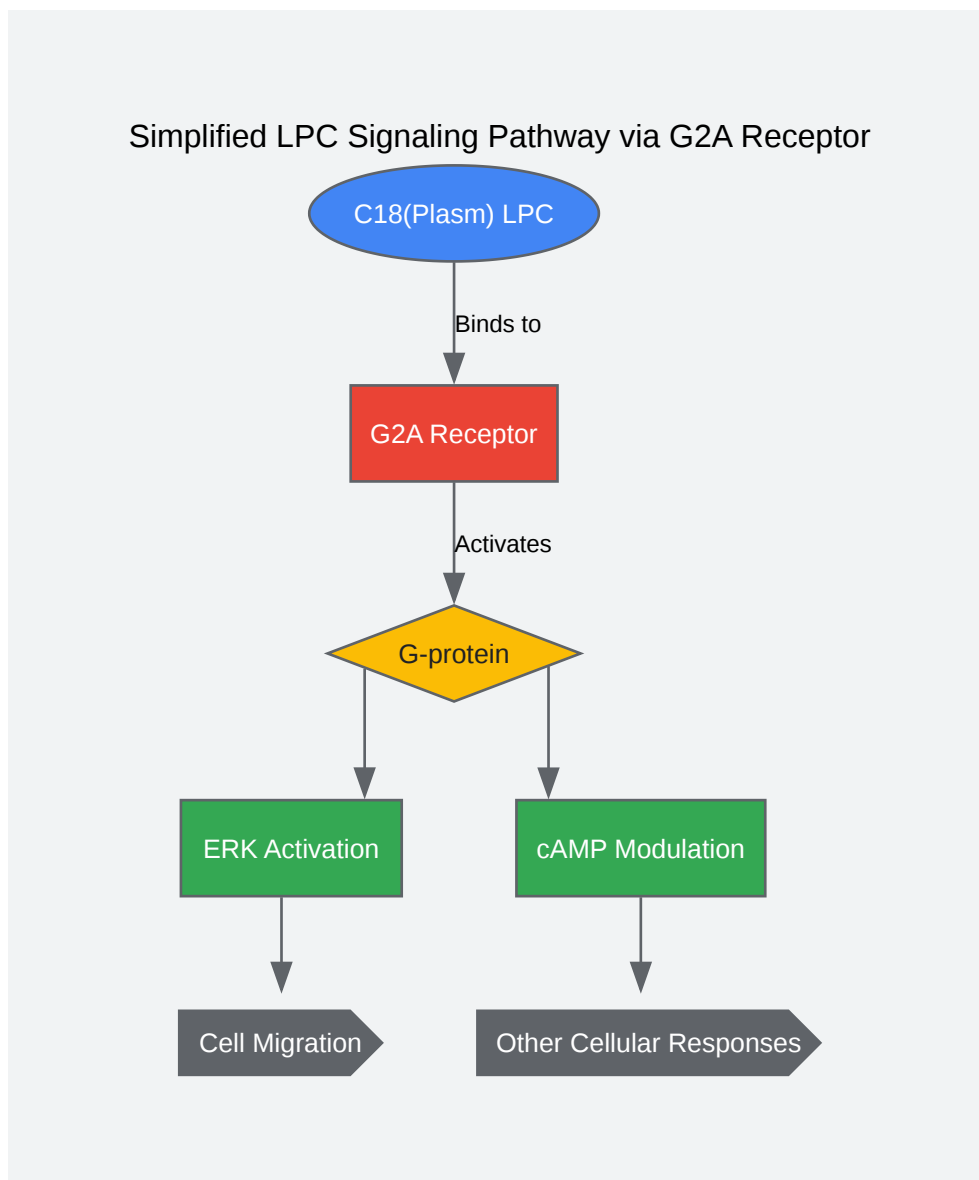 Simplified LPC Signaling Pathway via G2A Receptor
C18(Plasm) LPC
Binds to
G2A Receptor
Activates
G-protein
ERK Activation
cAMP Modulation
Cell Migration
Other Cellular Responses